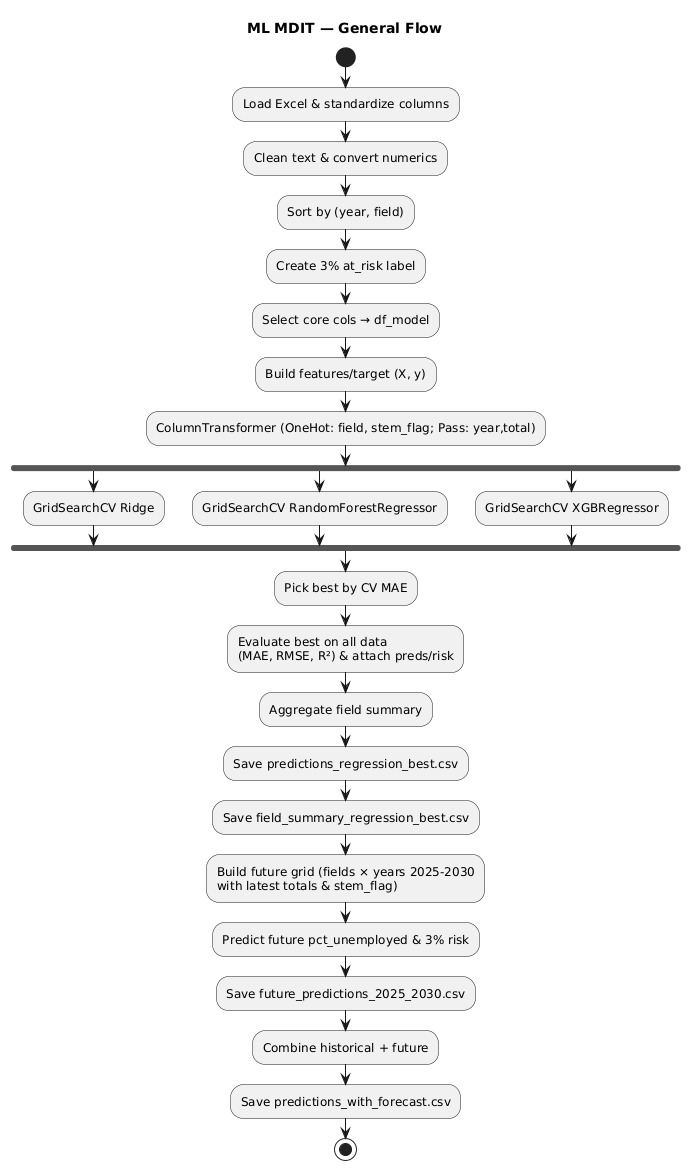 ML MDIT — General Flow
Load Excel & standardize columns
Clean text & convert numerics
Sort by (year, field)
Create 3% at_risk label
Select core cols → df_model
Build features/target (X, y)
ColumnTransformer (OneHot: field, stem_flag; Pass: year,total)
GridSearchCV Ridge
GridSearchCV RandomForestRegressor
GridSearchCV XGBRegressor
Pick best by CV MAE
Evaluate best on all data
(MAE, RMSE, R²) & attach preds/risk
Aggregate field summary
Save predictions_regression_best.csv
Save field_summary_regression_best.csv
Build future grid (fields × years 2025-2030
with latest totals & stem_flag)
Predict future pct_unemployed & 3% risk
Save future_predictions_2025_2030.csv
Combine historical + future
Save predictions_with_forecast.csv